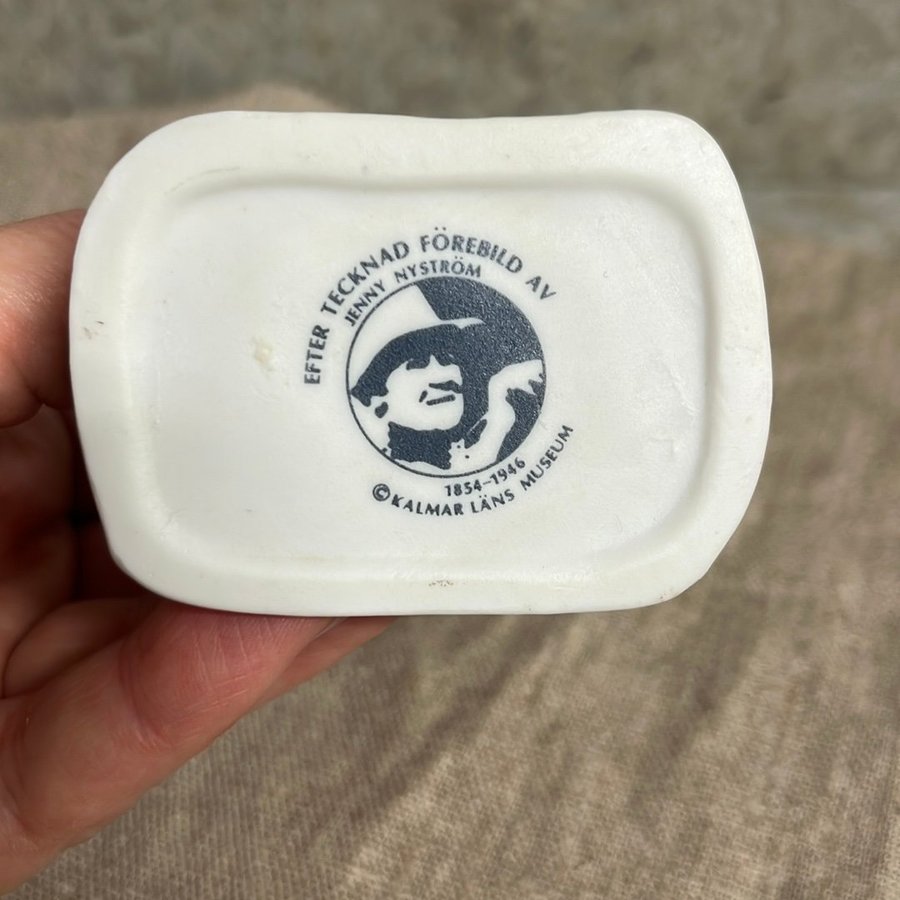 EFTER TECKNAD FÖREBILD AV
JENNY NYSTRÖM
1854-1946
©KALMAR LÄNS MUSEUM